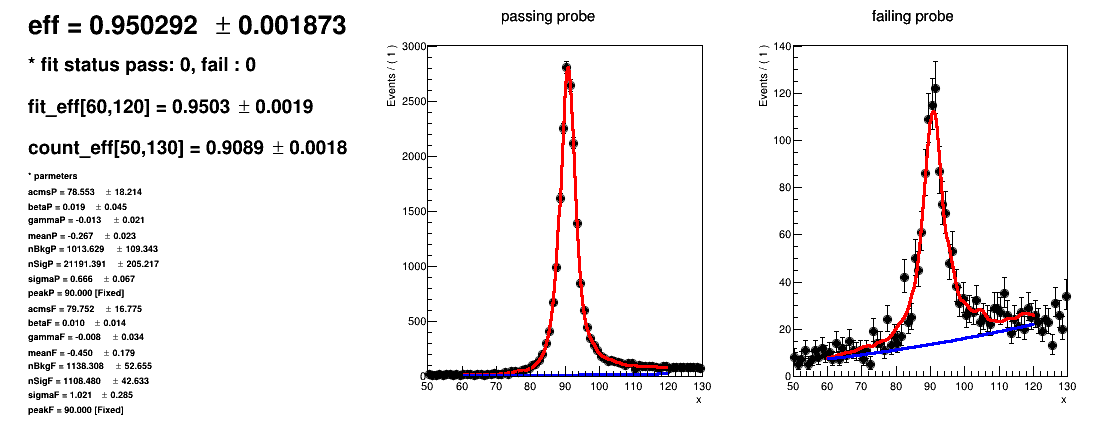 eff = 0.950292 ± 0.001873
* fit status pass: 0, fail : 0
fit_eff[60,120] = 0.9503 ± 0.0019
count_eff[50,130] = 0.9089 ± 0.0018
* parmeters
acmsP = 78.553 ± 18.214
betaP = 0.019 ± 0.045
gammaP = -0.013 ± 0.021
meanP = -0.267 ± 0.023
nBkgP = 1013.629 ± 109.343
nSigP = 21191.391 ± 205.217
sigmaP = 0.666 ± 0.067
peakP = 90.000 [Fixed]
acmsF = 79.752 ± 16.775
betaF = 0.010 ± 0.014
gammaF = -0.008 ± 0.034
meanF = -0.450 ± 0.179
nBkgF = 1138.308 ± 52.655
nSigF = 1108.480 ± 42.633
sigmaF = 1.021 ± 0.285
peakF = 90.000 [Fixed]
passing probe
Events / ( 1 )
3000
2500
2000
1500
1000
500
0
50 60 70 80 90 100 110 120 130
x
failing probe
Events / ( 1 )
140
120
100
80
60
40
20
0
50 60 70 80 90 100 110 120 130
x